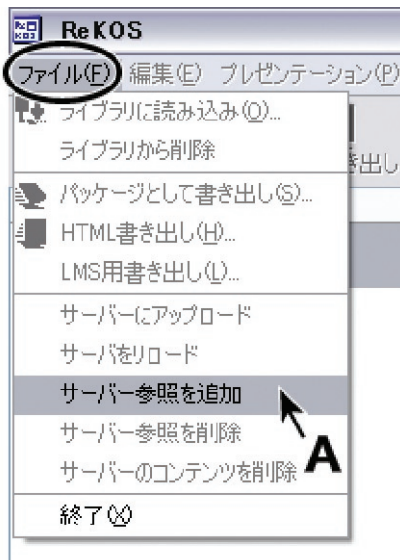 ReKOS
ファイル(F) 編集(E) プレゼンテーション(P)
ライブラリに読み込み(O)...
ライブラリから削除
き出し
パッケージとして書き出し(S)...
HTML書き出し(H)...
LMS用書き出し(L)...
サーバーにアップロード
サーバをリロード
サーバー参照を追加
サーバー参照を削除
サーバーのコンテンツを削除
A
終了(X)